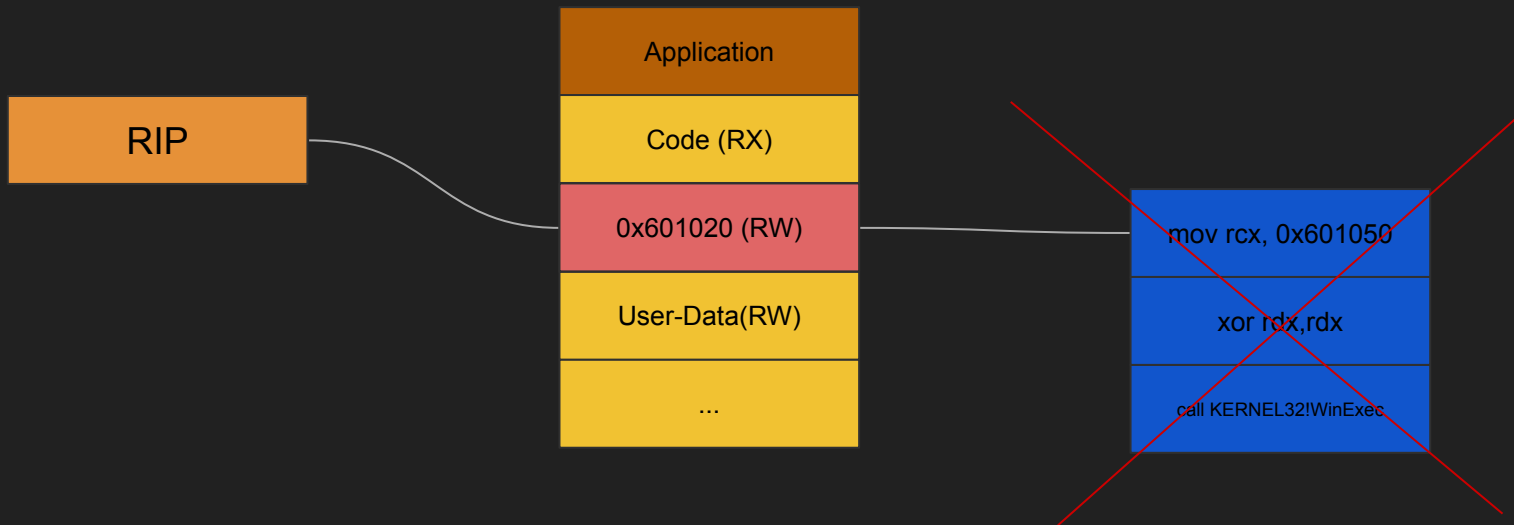 Application
RIP
Code (RX)
0x601020 (RW)
mov rcx, 0x601050
User-Data(RW)
xor rdx,rdx
call KERNEL32!WinExec
...